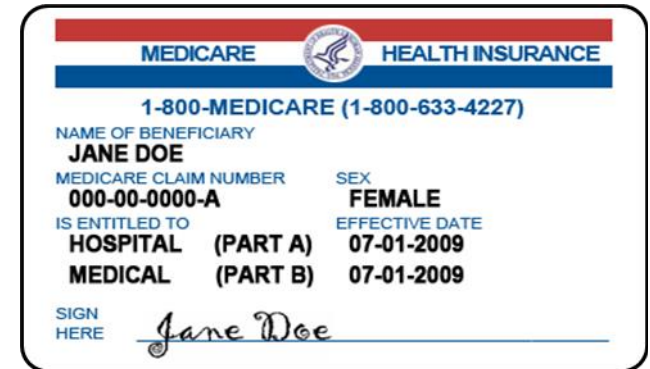 MEDICARE HEALTH INSURANCE
1-800-MEDICARE (1-800-633-4227)
NAME OF BENEFICIARY
JANE DOE
MEDICARE CLAIM NUMBER SEX
000-00-0000-A FEMALE
IS ENTITLED TO EFFECTIVE DATE
HOSPITAL (PART A) 07-01-2009
MEDICAL (PART B) 07-01-2009
SIGN
HERE Jane Doe